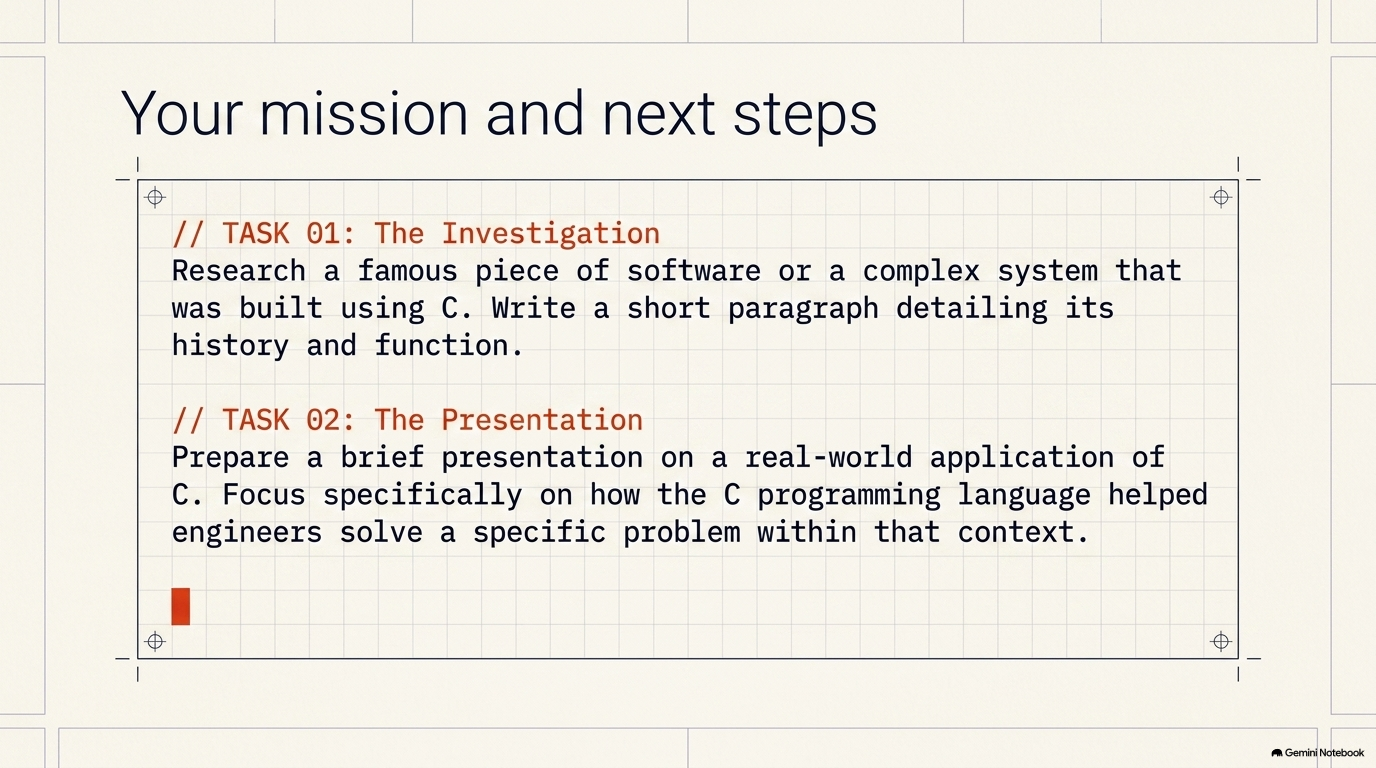 Your mission and next steps
// TASK 01: The Investigation
Research a famous piece of software or a complex system that
was built using C. Write a short paragraph detailing its
history and function.
// TASK 02: The Presentation
Prepare a brief presentation on a real-world application of
C. Focus specifically on how the C programming language helped
engineers solve a specific problem within that context.
Gemini Notebook